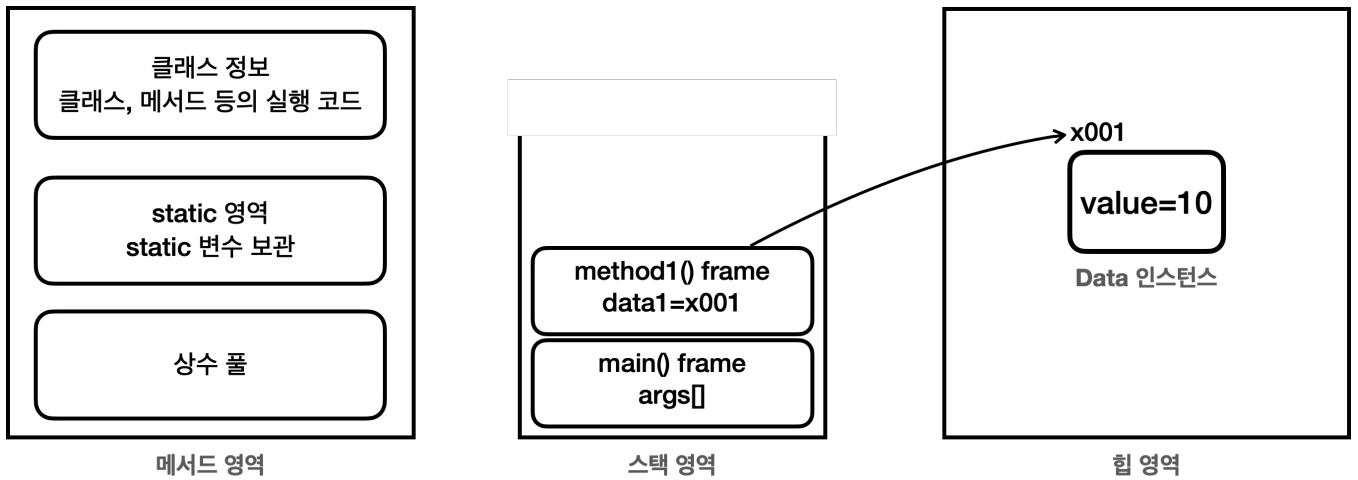 클래스 정보
클래스, 메서드 등의 실행 코드
static 영역
static 변수 보관
상수 풀
메서드 영역
method1() frame
data1=x001
main() frame
args[]
스택 영역
x001
value=10
Data 인스턴스
힙 영역